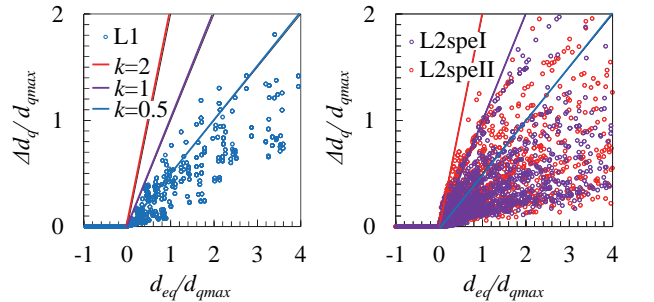 2
1
0
-1
0
1
2
3
4
Δd_q/ d_qmax
d_eq/d_qmax
L1
k=2
k=1
k=0.5
2
1
0
-1
0
1
2
3
4
Δd_q/ d_qmax
d_eq/d_qmax
L2speI
L2speII